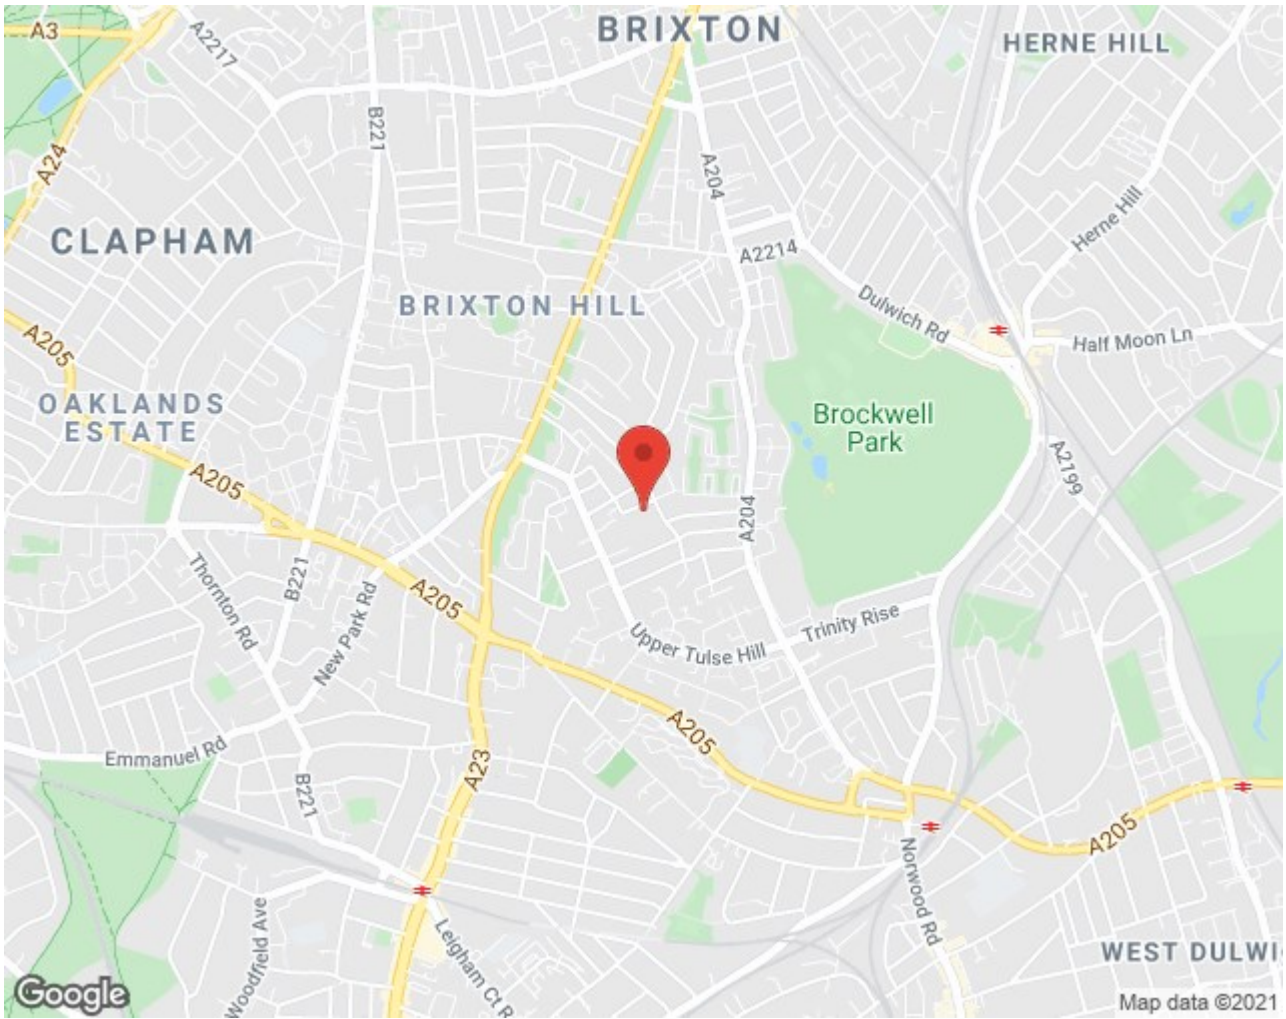 BRIXTON
A3
A2217
HERNE HILL
B221
A24
A204
Herne Hill
CLAPHAM
A2214
BRIXTON HILL
Dulwich Rd
A205
Half Moon Ln
OAKLANDS
ESTATE
Brockwell
Park
A2199
A205
A204
Thornton Rd
B221
New Park Rd
A205
Trinity Rise
Upper Tulse Hill
Emmanuel Rd
A205
A23
B221
A205
Norwood Rd
Woodfield Ave
Leigham Ct R
WEST DULWI
Google
Map data ©2021